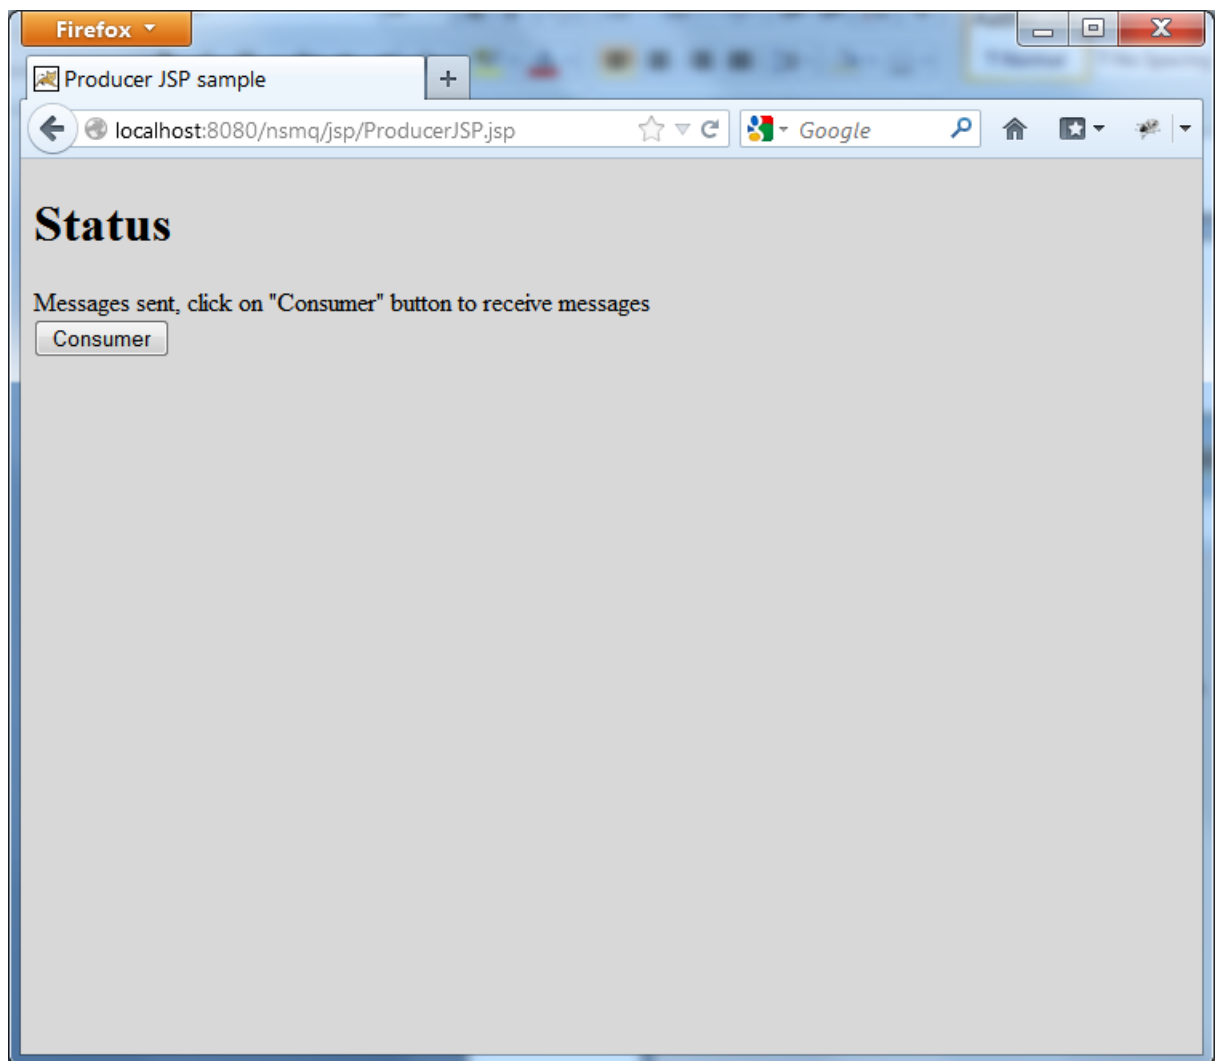 Firefox
Producer JSP sample
localhost:8080/nsmq/jsp/ProducerJSP.jsp
Google
Status
Messages sent, click on "Consumer" button to receive messages
Consumer